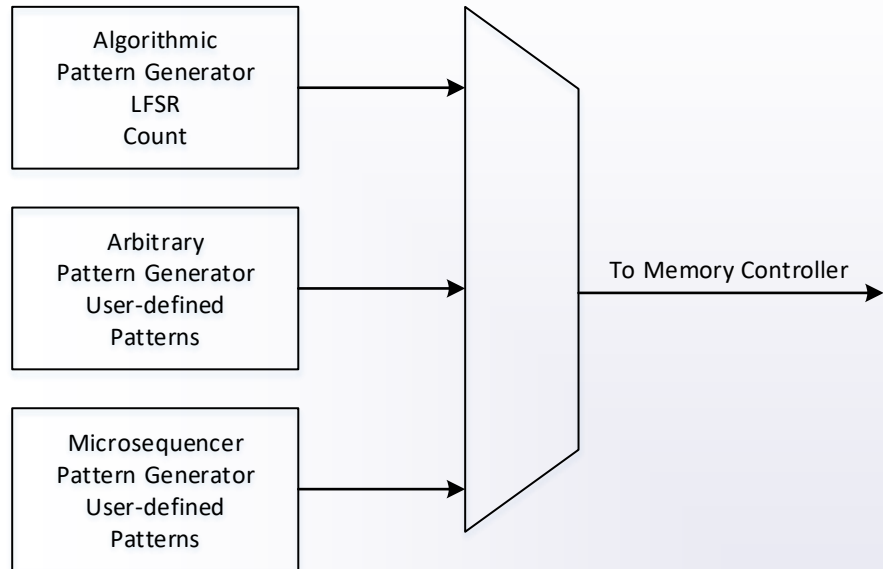 Algorithmic
Pattern Generator
LFSR
Count
Arbitrary
Pattern Generator
User-defined
Patterns
To Memory Controller
Microsequencer
Pattern Generator
User-defined
Patterns